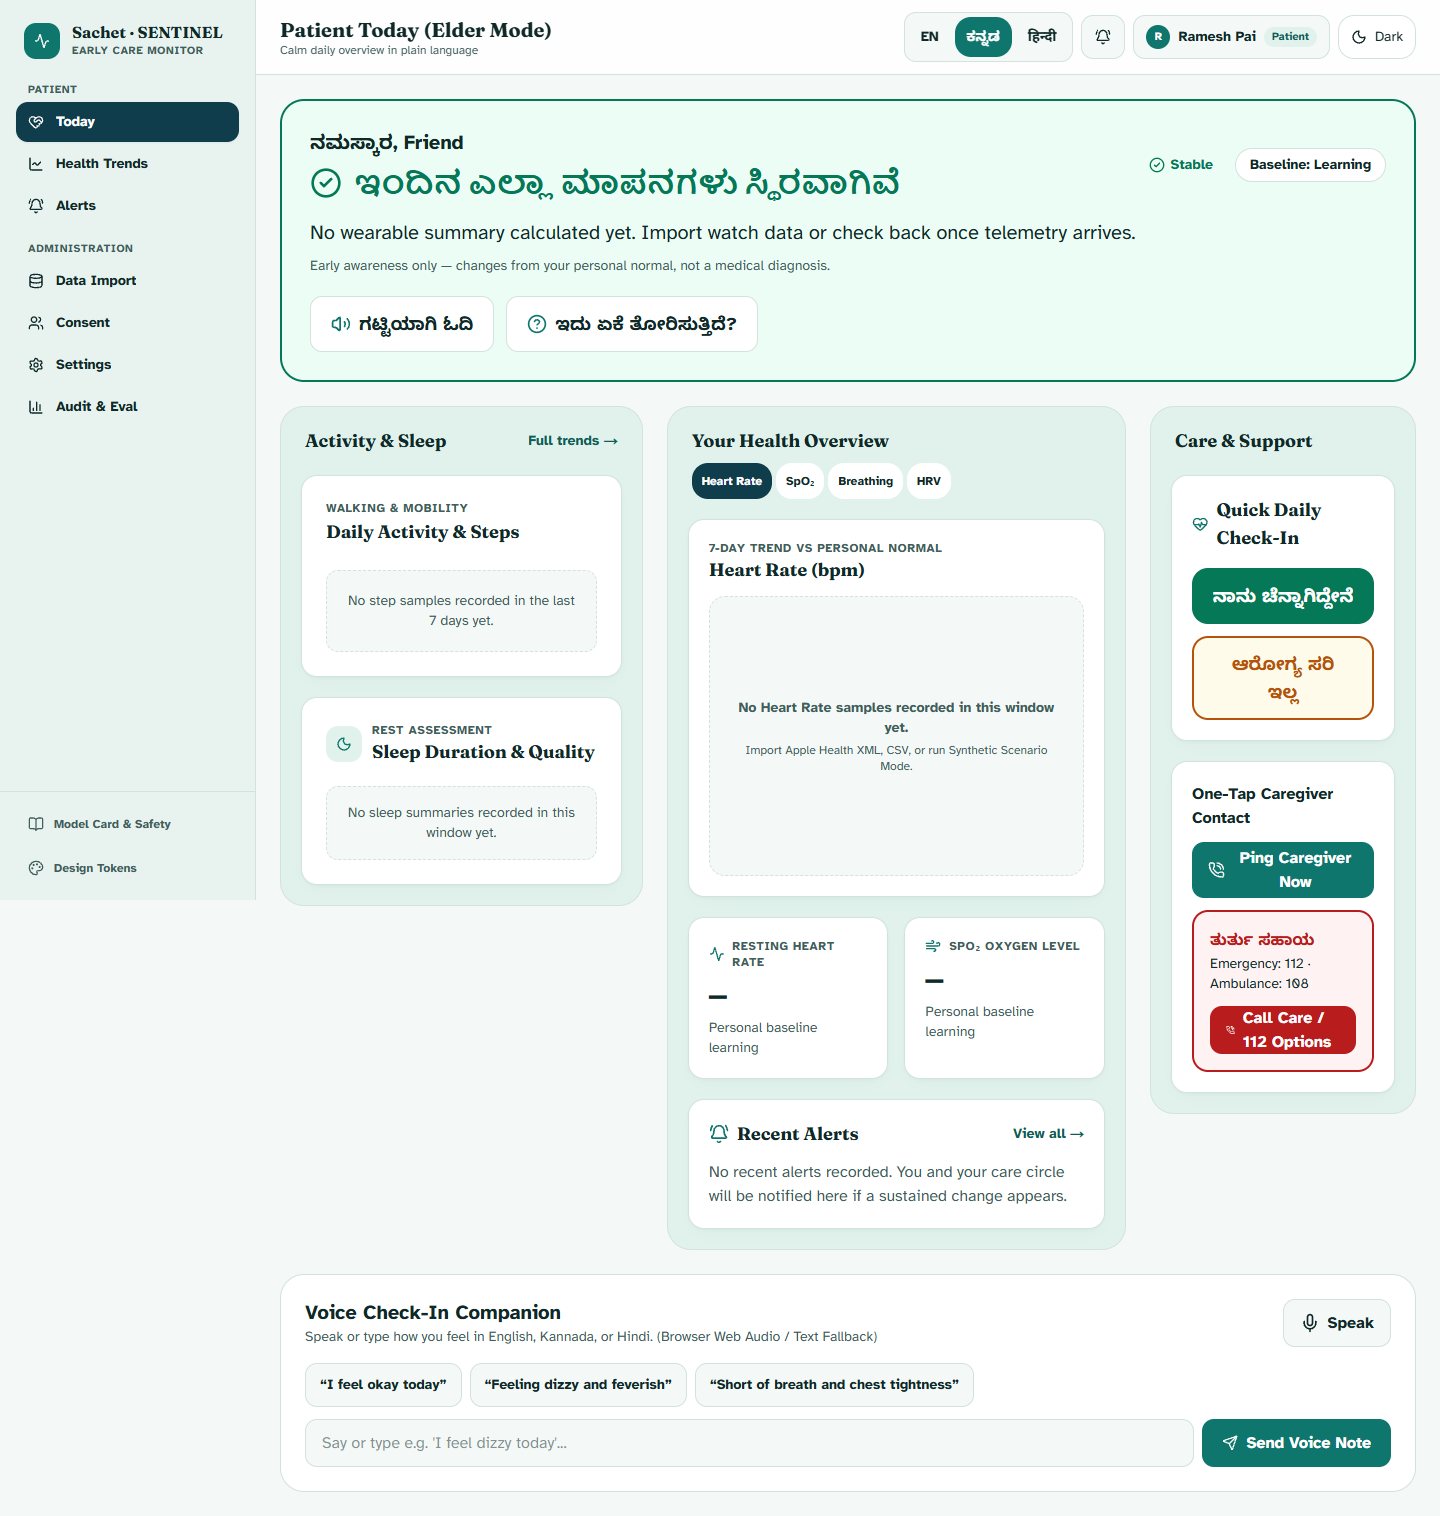 Sachet · SENTINEL
EARLY CARE MONITOR
PATIENT
Today
Health Trends
Alerts
ADMINISTRATION
Data Import
Consent
Settings
Audit & Eval
Model Card & Safety
Design Tokens
Patient Today (Elder Mode)
Calm daily overview in plain language
EN ಕನ್ನಡ हिन्दी
R Ramesh Pai Patient
Dark
ನಮಸ್ಕಾರ, Friend
ಇಂದಿನ ಎಲ್ಲಾ ಮಾಪನಗಳು ಸ್ಥಿರವಾಗಿವೆ
Stable
Baseline: Learning
No wearable summary calculated yet. Import watch data or check back once telemetry arrives.
Early awareness only — changes from your personal normal, not a medical diagnosis.
ಗಟ್ಟಿಯಾಗಿ ಓದಿ
ಇದು ಏಕೆ ತೋರಿಸುತ್ತಿದೆ?
Activity & Sleep
Full trends →
WALKING & MOBILITY
Daily Activity & Steps
No step samples recorded in the last
7 days yet.
REST ASSESSMENT
Sleep Duration & Quality
No sleep summaries recorded in this
window yet.
Your Health Overview
Heart Rate SpO₂ Breathing HRV
7-DAY TREND VS PERSONAL NORMAL
Heart Rate (bpm)
No Heart Rate samples recorded in this window
yet.
Import Apple Health XML, CSV, or run Synthetic Scenario
Mode.
RESTING HEART
RATE
—
Personal baseline
learning
SPO₂ OXYGEN LEVEL
—
Personal baseline
learning
Recent Alerts
View all →
No recent alerts recorded. You and your care circle
will be notified here if a sustained change appears.
Care & Support
Quick Daily
Check-In
ನಾನು ಚೆನ್ನಾಗಿದ್ದೇನೆ
ಆರೋಗ್ಯ ಸರಿ
ಇಲ್ಲ
One-Tap Caregiver
Contact
Ping Caregiver
Now
ತುರ್ತು ಸಹಾಯ
Emergency: 112 ·
Ambulance: 108
Call Care /
112 Options
Voice Check-In Companion
Speak or type how you feel in English, Kannada, or Hindi. (Browser Web Audio / Text Fallback)
Speak
“I feel okay today”
“Feeling dizzy and feverish”
“Short of breath and chest tightness”
Say or type e.g. 'I feel dizzy today'...
Send Voice Note